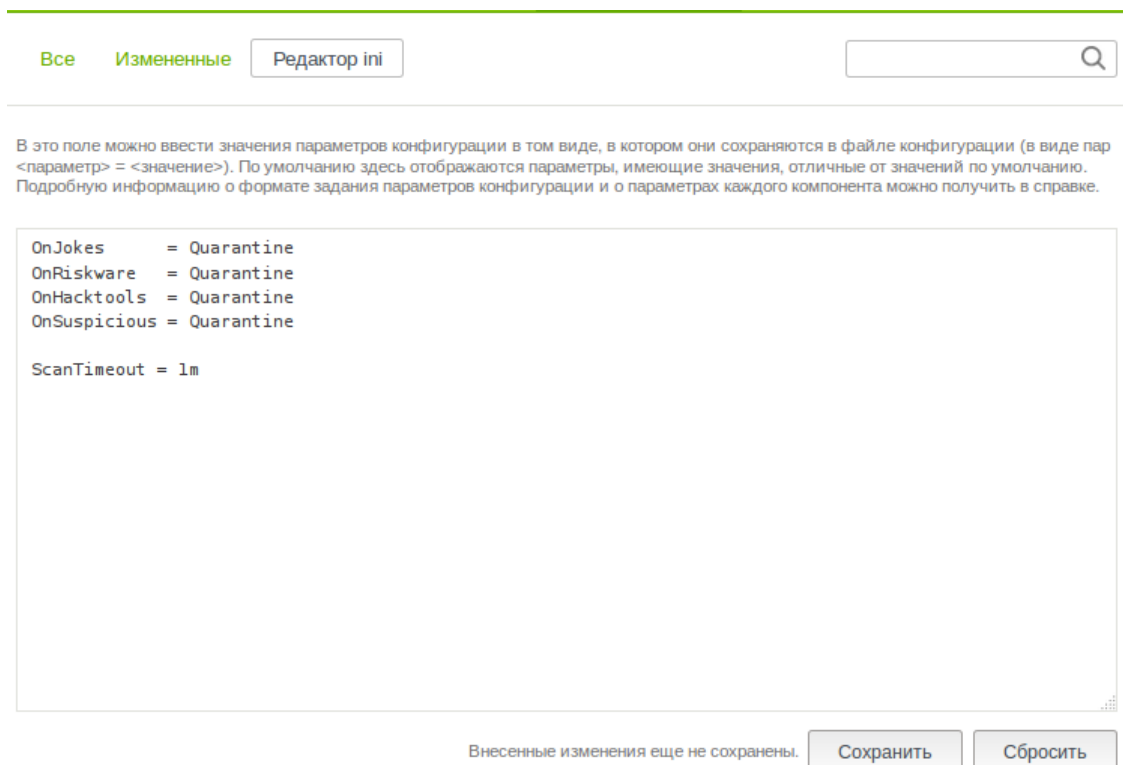 Все Измененные Редактор ini
В это поле можно ввести значения параметров конфигурации в том виде, в котором они сохраняются в файле конфигурации (в виде пар
<параметр> = <значение>). По умолчанию здесь отображаются параметры, имеющие значения, отличные от значений по умолчанию.
Подробную информацию о формате задания параметров конфигурации и о параметрах каждого компонента можно получить в справке.
OnJokes = Quarantine
OnRiskware = Quarantine
OnHacktools = Quarantine
OnSuspicious = Quarantine
ScanTimeout = 1m
Внесенные изменения еще не сохранены. Сохранить Сбросить